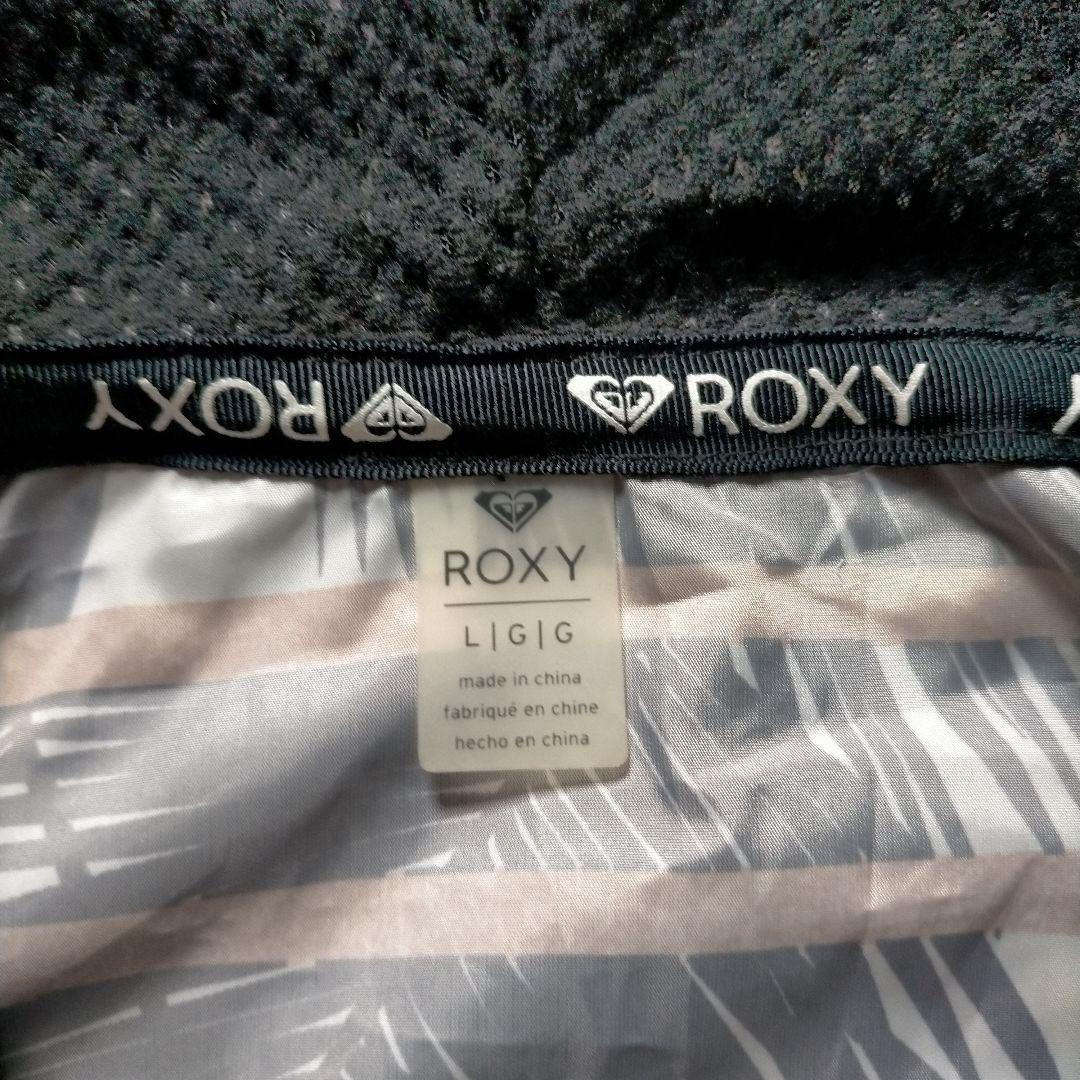 ROXY
ROXY
Y
ROXY
L | G | G
made in china
fabriqué en chine
hecho en china